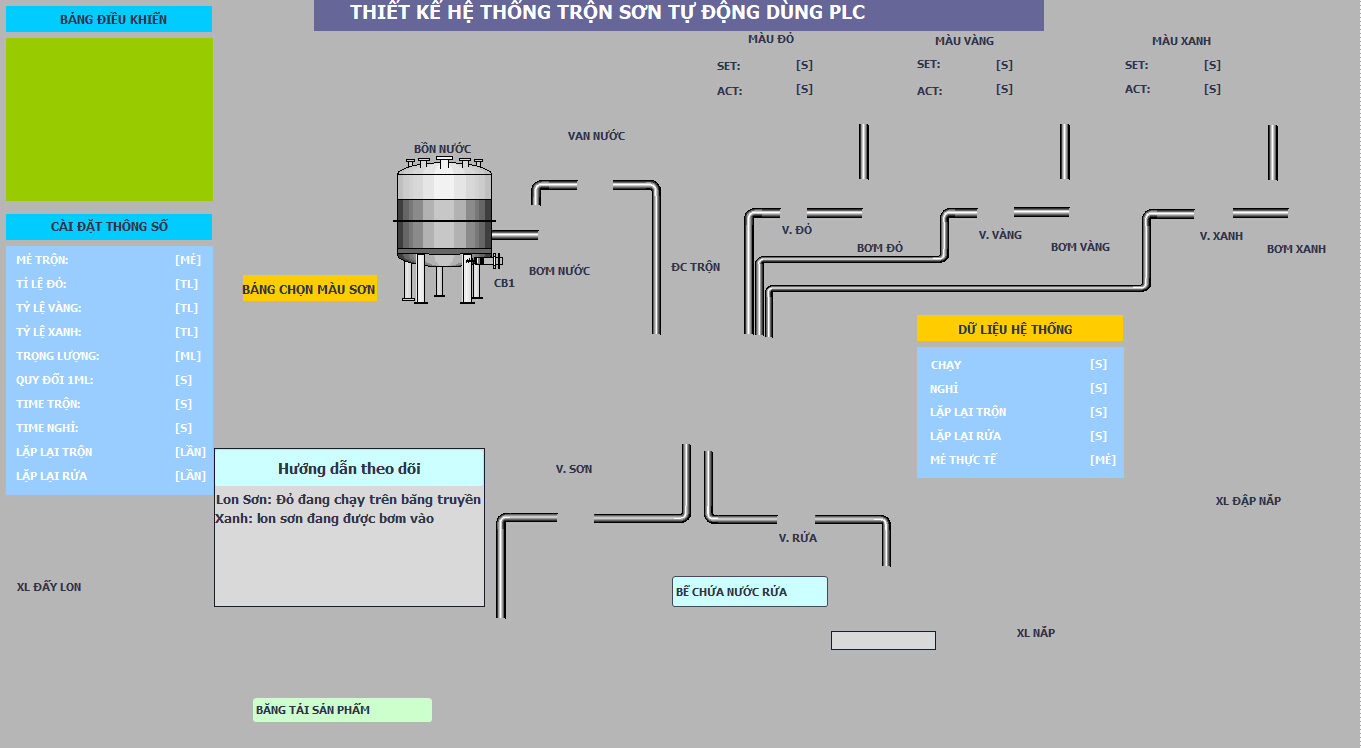 THIẾT KẾ HỆ THỐNG TRỘN SƠN TỰ ĐỘNG DÙNG PLC
BẢNG ĐIỀU KHIỂN
MÀU ĐỎ
SET: [S]
ACT: [S]
MÀU VÀNG
SET: [S]
ACT: [S]
MÀU XANH
SET: [S]
ACT: [S]
VAN NƯỚC
BỒN NƯỚC
BƠM NƯỚC
CB1
ĐC TRỘN
V. ĐỎ
BƠM ĐỎ
V. VÀNG
BƠM VÀNG
V. XANH
BƠM XANH
CÀI ĐẶT THÔNG SỐ
MẺ TRỘN: [MẺ]
TỈ LỆ ĐỎ: [TL]
TỶ LỆ VÀNG: [TL]
TỶ LỆ XANH: [TL]
TRỌNG LƯỢNG: [ML]
QUY ĐỔI 1ML: [S]
TIME TRỘN: [S]
TIME NGHỈ: [S]
LẶP LẠI TRỘN [LẦN]
LẶP LẠI RỬA [LẦN]
BẢNG CHỌN MÀU SƠN
DỮ LIỆU HỆ THỐNG
CHẠY [S]
NGHỈ [S]
LẶP LẠI TRỘN [S]
LẶP LẠI RỬA [S]
MẺ THỰC TẾ [MẺ]
Hướng dẫn theo dõi
Lon Sơn: Đỏ đang chạy trên băng truyền
Xanh: lon sơn đang được bơm vào
V. SƠN
V. RỬA
XL ĐẬP NẮP
XL ĐẨY LON
BỂ CHỨA NƯỚC RỬA
XL NẮP
BĂNG TẢI SẢN PHẨM